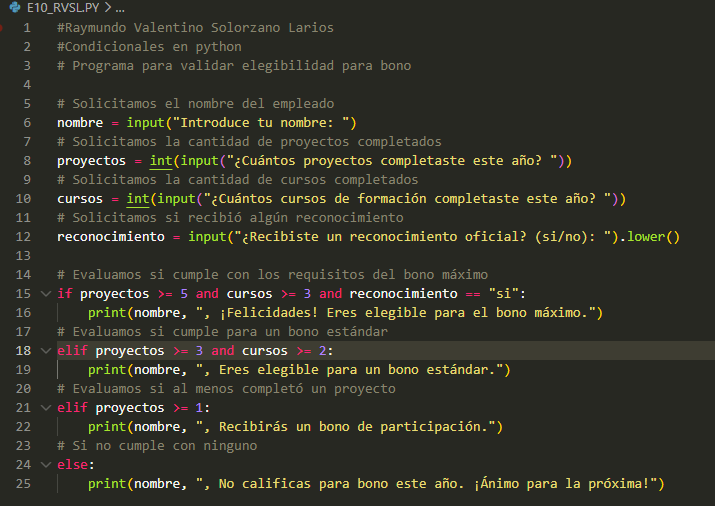 E10_RVSL.PY > ...
1 #Raymundo Valentino Solorzano Larios
2 #Condicionales en python
3 # Programa para validar elegibilidad para bono
4
5 # Solicitamos el nombre del empleado
6 nombre = input("Introduce tu nombre: ")
7 # Solicitamos la cantidad de proyectos completados
8 proyectos = int(input("¿Cuántos proyectos completaste este año? "))
9 # Solicitamos la cantidad de cursos completados
10 cursos = int(input("¿Cuántos cursos de formación completaste este año? "))
11 # Solicitamos si recibió algún reconocimiento
12 reconocimiento = input("¿Recibiste un reconocimiento oficial? (si/no): ").lower()
13
14 # Evaluamos si cumple con los requisitos del bono máximo
15 if proyectos >= 5 and cursos >= 3 and reconocimiento == "si":
16     print(nombre, ", ¡Felicidades! Eres elegible para el bono máximo.")
17 # Evaluamos si cumple para un bono estándar
18 elif proyectos >= 3 and cursos >= 2:
19     print(nombre, ", Eres elegible para un bono estándar.")
20 # Evaluamos si al menos completó un proyecto
21 elif proyectos >= 1:
22     print(nombre, ", Recibirás un bono de participación.")
23 # Si no cumple con ninguno
24 else:
25     print(nombre, ", No calificas para bono este año. ¡Ánimo para la próxima!")